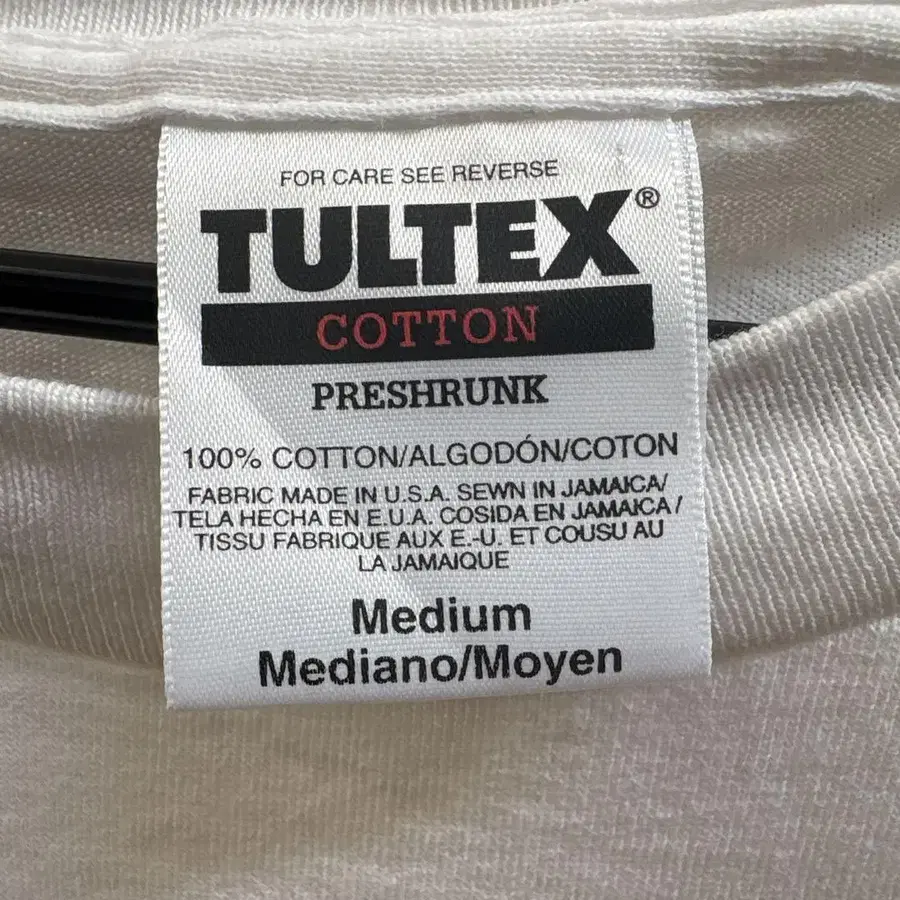 FOR CARE SEE REVERSE
TULTEX®
COTTON
PRESHRUNK
100% COTTON/ALGODÓN/COTON
FABRIC MADE IN U.S.A. SEWN IN JAMAICA/
TELA HECHA EN E.U.A. COSIDA EN JAMAICA/
TISSU FABRIQUE AUX E.-U. ET COUSU AU
LA JAMAIQUE
Medium
Mediano/Moyen